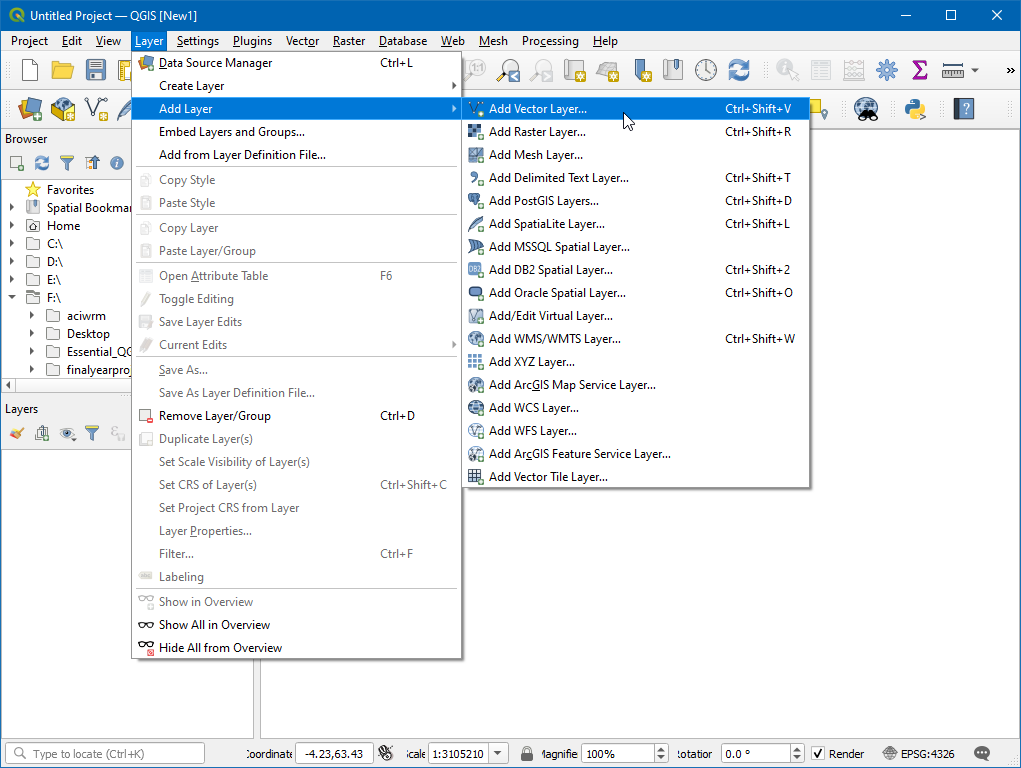 Untitled Project — QGIS [New1]
Project Edit View Layer Settings Plugins Vector Raster Database Web Mesh Processing Help
Data Source Manager Ctrl+L
Create Layer
Add Layer
Embed Layers and Groups...
Add from Layer Definition File...
Copy Style
Paste Style
Copy Layer
Paste Layer/Group
Open Attribute Table F6
Toggle Editing
Save Layer Edits
Current Edits
Save As...
Save As Layer Definition File...
Remove Layer/Group Ctrl+D
Duplicate Layer(s)
Set Scale Visibility of Layer(s)
Set CRS of Layer(s) Ctrl+Shift+C
Set Project CRS from Layer
Layer Properties...
Filter... Ctrl+F
Labeling
Show in Overview
Show All in Overview
Hide All from Overview
Add Vector Layer... Ctrl+Shift+V
Add Raster Layer... Ctrl+Shift+R
Add Mesh Layer...
Add Delimited Text Layer... Ctrl+Shift+T
Add PostGIS Layers... Ctrl+Shift+D
Add SpatiaLite Layer... Ctrl+Shift+L
Add MSSQL Spatial Layer...
Add DB2 Spatial Layer... Ctrl+Shift+2
Add Oracle Spatial Layer... Ctrl+Shift+O
Add/Edit Virtual Layer...
Add WMS/WMTS Layer... Ctrl+Shift+W
Add XYZ Layer...
Add ArcGIS Map Service Layer...
Add WCS Layer...
Add WFS Layer...
Add ArcGIS Feature Service Layer...
Add Vector Tile Layer...
Browser
Favorites
Spatial Bookmar
Home
C:\
D:\
E:\
F:\
aciwrm
Desktop
Essential_QG
finalyearproj
Layers
Type to locate (Ctrl+K) Coordinate -4.23,63.43 Scale 1:3105210 Magnifie 100% Rotation 0.0 ° Render EPSG:4326